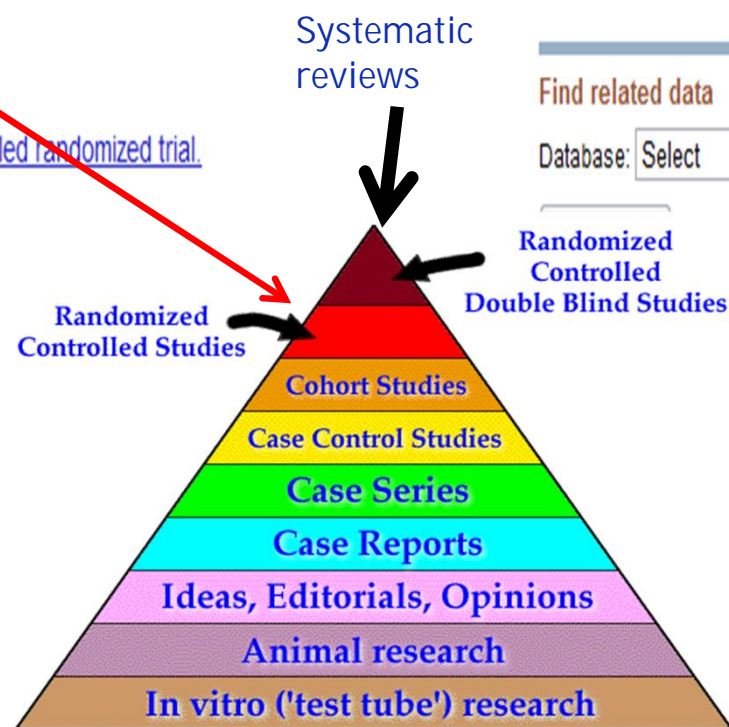 Systematic
reviews
Find related data
led randomized trial.
Database: Select
Randomized
Controlled
Double Blind Studies
Randomized
Controlled Studies
Cohort Studies
Case Control Studies
Case Series
Case Reports
Ideas, Editorials, Opinions
Animal research
In vitro ('test tube') research